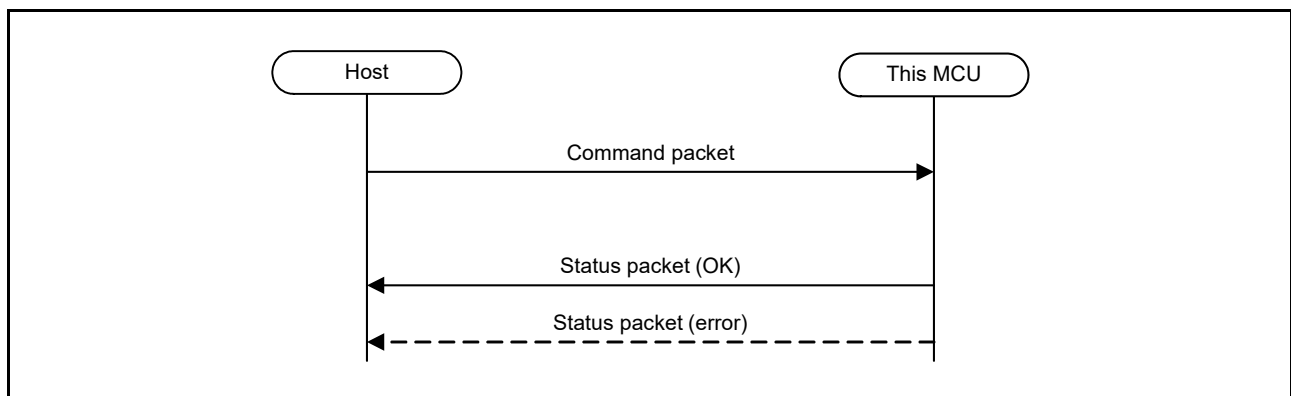 Host
This MCU
Command packet
Status packet (OK)
Status packet (error)